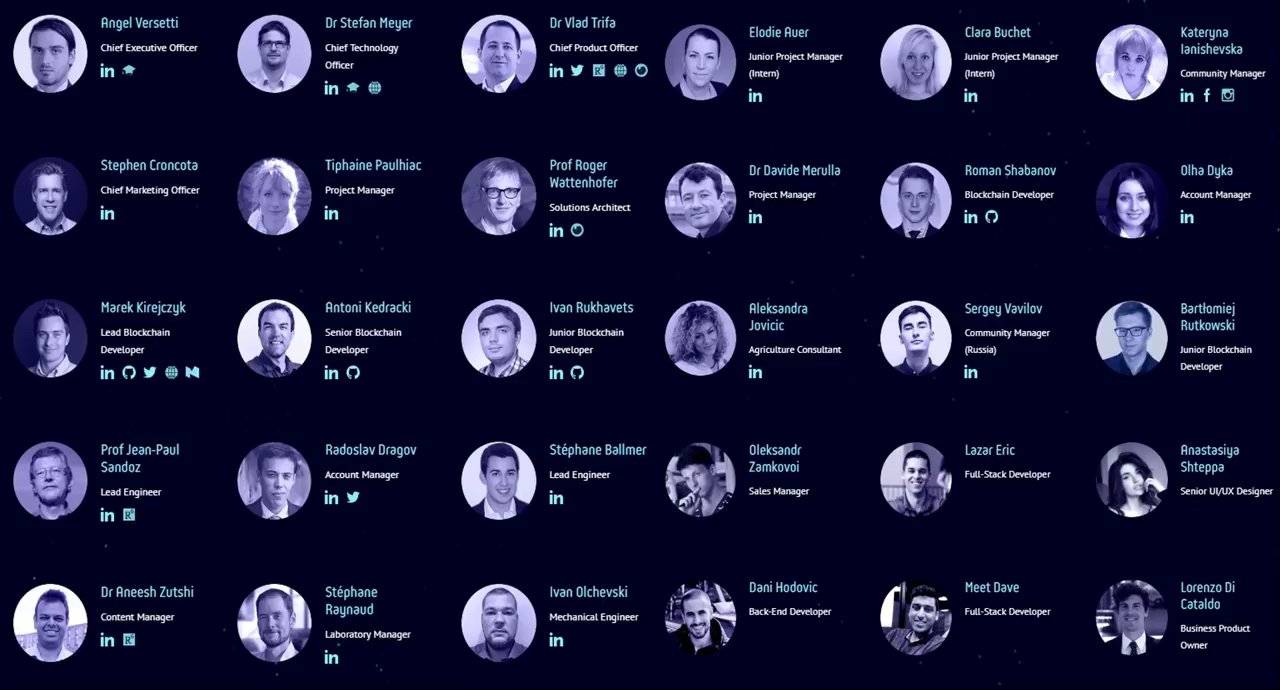 Angel Versetti
Chief Executive Officer
Dr Stefan Meyer
Chief Technology
Officer
Dr Vlad Trifa
Chief Product Officer
Elodie Auer
Junior Project Manager
(Intern)
Clara Buchet
Junior Project Manager
(Intern)
Kateryna
Ianishevska
Community Manager
Stephen Croncota
Chief Marketing Officer
Tiphaine Paulhiac
Project Manager
Prof Roger
Wattenhofer
Solutions Architect
Dr Davide Merulla
Project Manager
Roman Shabanov
Blockchain Developer
Olha Dyka
Account Manager
Marek Kirejczyk
Lead Blockchain
Developer
Antoni Kedracki
Senior Blockchain
Developer
Ivan Rukhavets
Junior Blockchain
Developer
Aleksandra
Jovicic
Agriculture Consultant
Sergey Vavilov
Community Manager
(Russia)
Bartłomiej
Rutkowski
Junior Blockchain
Developer
Prof Jean-Paul
Sandoz
Lead Engineer
Radoslav Dragov
Account Manager
Stéphane Ballmer
Lead Engineer
Oleksandr
Zamkovoi
Sales Manager
Lazar Eric
Full-Stack Developer
Anastasiya
Shteppa
Senior UI/UX Designer
Dr Aneesh Zutshi
Content Manager
Stéphane
Raynaud
Laboratory Manager
Ivan Olchevski
Mechanical Engineer
Dani Hodovic
Back-End Developer
Meet Dave
Full-Stack Developer
Lorenzo Di
Cataldo
Business Product
Owner